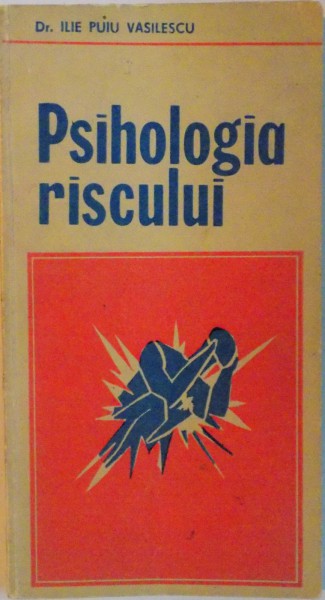 Dr. ILIE PUIU VASILESCU
Psihologia
riscului